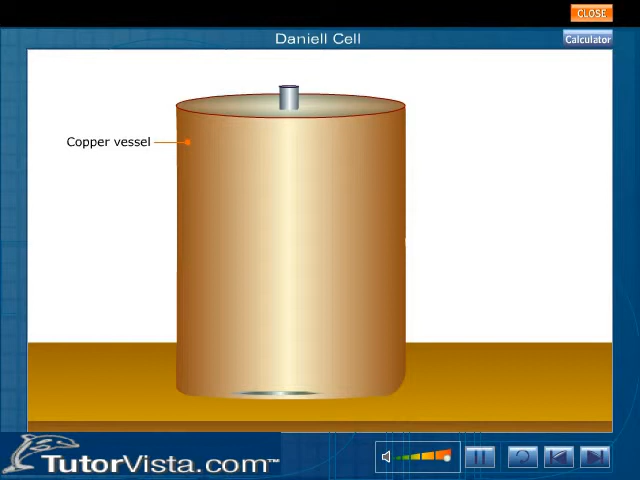 CLOSE
Daniell Cell
Calculator
Copper vessel
TutorVista.com™